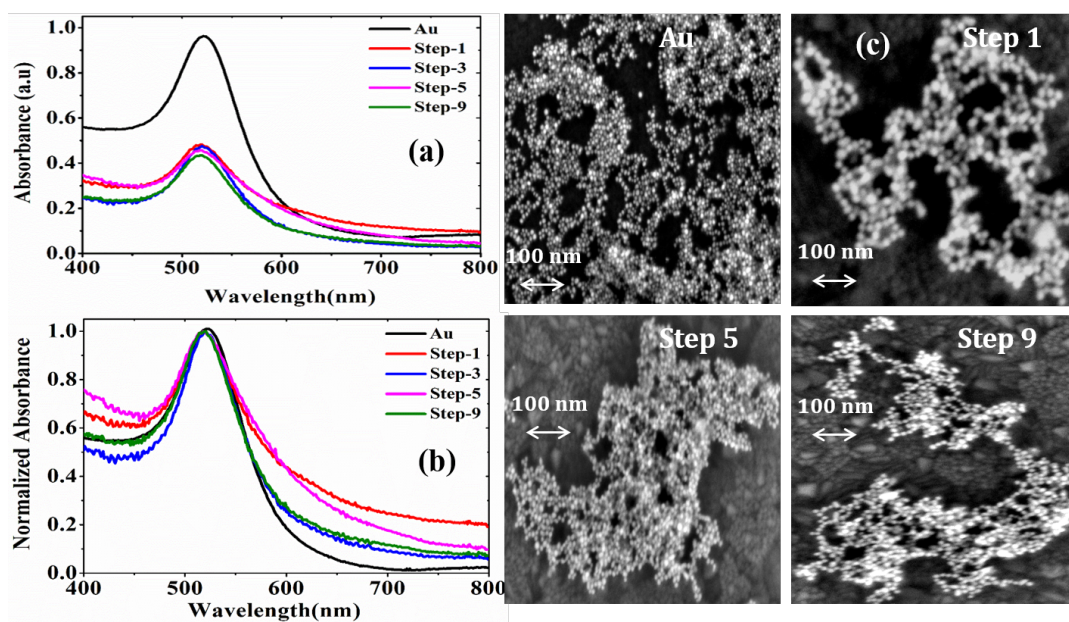 1.0
0.8
0.6
0.4
0.2
0.0
Absorbance (a.u)
Au
Step-1
Step-3
Step-5
Step-9
(a)
400 500 600 700 800
Wavelength(nm)
1.0
0.8
0.6
0.4
0.2
0.0
Normalized Absorbance
Au
Step-1
Step-3
Step-5
Step-9
(b)
400 500 600 700 800
Wavelength(nm)
Au
100 nm
(c) Step 1
100 nm
Step 5
100 nm
Step 9
100 nm